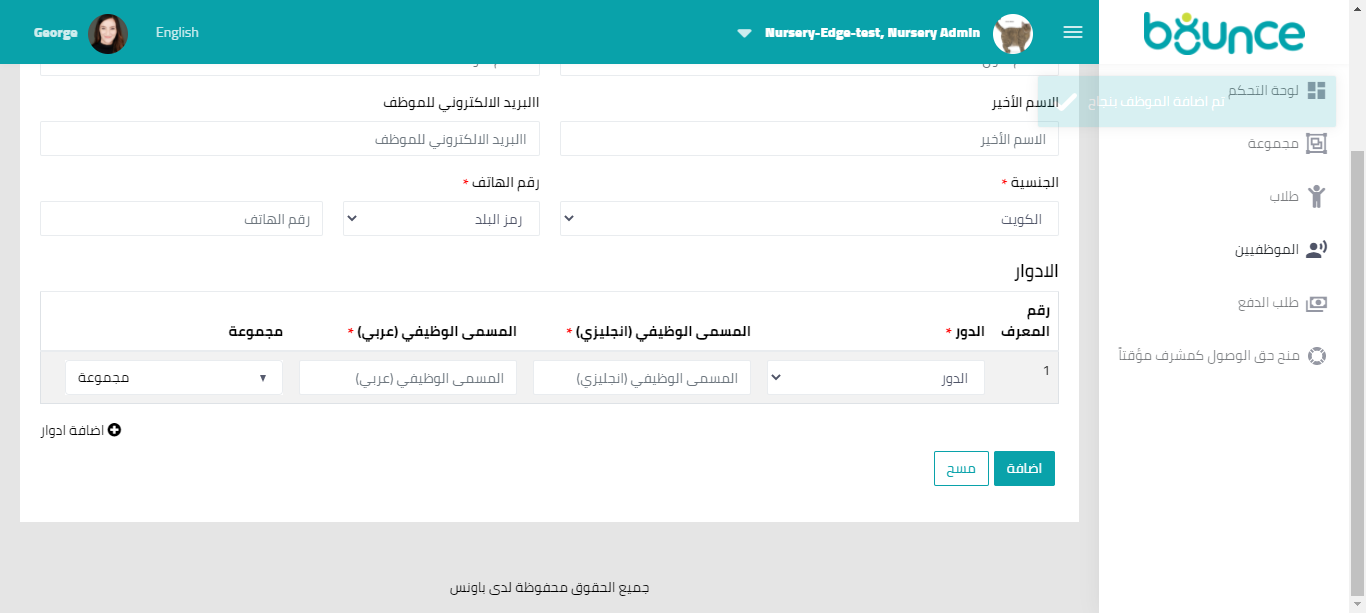 bounce
Nursery-Edge-test, Nursery Admin
English
George
لوحة التحكم
مجموعة
طلاب
الموظفيين
طلب الدفع
منح حق الوصول كمشرف مؤقتاً
تم اضافة الموظف بنجاح
الاسم الأخير
االبريد الالكتروني للموظف
الاسم الأخير
االبريد الالكتروني للموظف
الجنسية *
رقم الهاتف *
الكويت
رمز البلد
رقم الهاتف
الادوار
رقم المعرف
الدور *
المسمى الوظيفي (انجليزي) *
المسمى الوظيفي (عربي) *
مجموعة
1
الدور
المسمى الوظيفي (انجليزي)
المسمى الوظيفي (عربي)
مجموعة
اضافة ادوار
اضافة
مسح
جميع الحقوق محفوظة لدى باونس